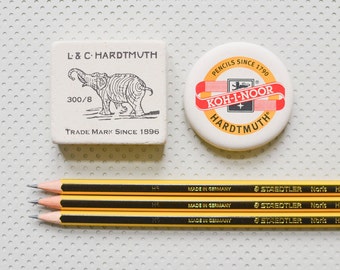 L. & C. HARDTMUTH
300/8
TRADE MARK SINCE 1896
PENCILS SINCE 1790
KOH-I-NOOR
HARDTMUTH®
MADE IN GERMANY STAEDTLER Noris
MADE IN GERMANY STAEDTLER Noris
MADE IN GERMANY STAEDTLER Noris